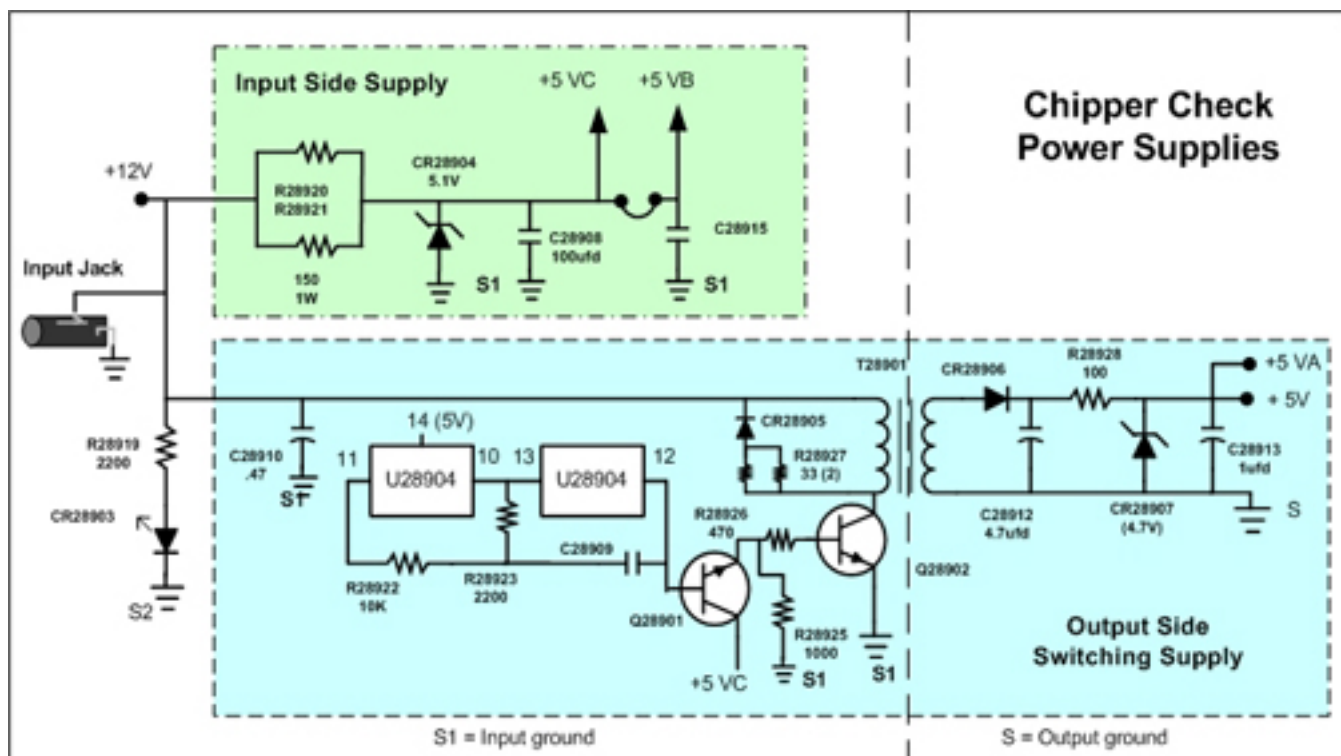 Input Side Supply
+5 VC
+5 VB
Chipper Check
Power Supplies
+12V
R28920
R28921
CR28904
5.1V
C28908
100ufd
C28915
150
1W
S1
S1
Input Jack
T28901
CR28906
R28928
100
+5 VA
+ 5V
R28919
2200
C28910
.47
S1
14 (5V)
11
U28904
10
13
U28904
12
CR28905
R28927
33 (2)
C28913
1ufd
CR28903
R28926
470
C28912
4.7ufd
CR28907
(4.7V)
S
C28909
R28922
10K
R28923
2200
Q28902
S2
Q28901
R28925
1000
+5 VC
S1
S1
Output Side
Switching Supply
S1 = Input ground
S = Output ground